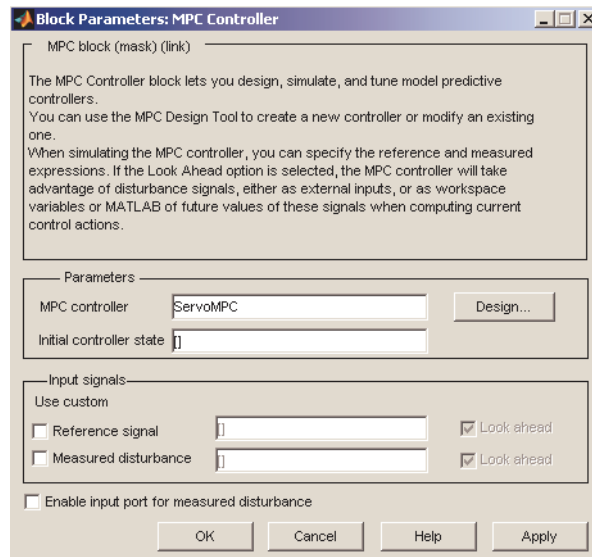 Block Parameters: MPC Controller
MPC block (mask) (link)
The MPC Controller block lets you design, simulate, and tune model predictive
controllers.
You can use the MPC Design Tool to create a new controller or modify an existing
one.
When simulating the MPC controller, you can specify the reference and measured
expressions. If the Look Ahead option is selected, the MPC controller will take
advantage of disturbance signals, either as external inputs, or as workspace
variables or MATLAB of future values of these signals when computing current
control actions.
Parameters
MPC controller ServoMPC Design...
Initial controller state []
Input signals
Use custom
Reference signal [] Look ahead
Measured disturbance [] Look ahead
Enable input port for measured disturbance
OK Cancel Help Apply